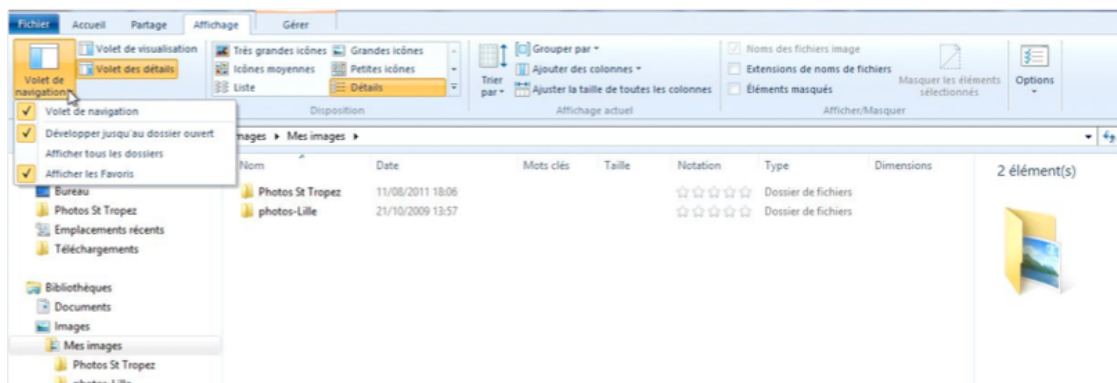 Fichier Accueil Partage Affichage Gérer
Volet de navigation
Volet de visualisation
Volet des détails
Très grandes icônes Grandes icônes
Icônes moyennes Petites icônes
Liste Détails
Disposition
Trier par
Grouper par
Ajouter des colonnes
Ajuster la taille de toutes les colonnes
Affichage actuel
Noms des fichiers image
Extensions de noms de fichiers
Éléments masqués
Masquer les éléments sélectionnés
Afficher/Masquer
Options
Volet de navigation
Développer jusqu'au dossier ouvert
Afficher tous les dossiers
Afficher les Favoris
mages Mes images
Nom Date Mots clés Taille Notation Type Dimensions
Photos St Tropez 11/08/2011 18:06 Dossier de fichiers
photos-Lille 21/10/2009 13:57 Dossier de fichiers
2 élément(s)
Bureau
Photos St Tropez
Emplacements récents
Téléchargements
Bibliothèques
Documents
Images
Mes images
Photos St Tropez
photos-Lille